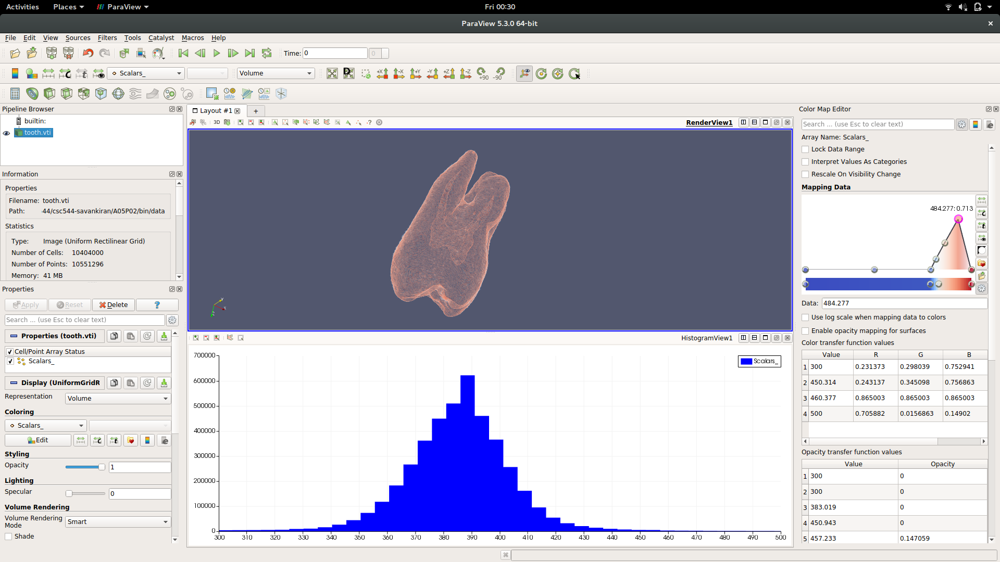 Activities Places ParaView Fri 00:30
ParaView 5.3.0 64-bit
File Edit View Sources Filters Tools Catalyst Macros Help
Time: 0 0
Scalars_ Volume +X -X +Y -Y +Z -Z +90 -90
Pipeline Browser
builtin:
tooth.vti
Information
Properties
Filename: tooth.vti
Path: 44/csc544-savankiran/A05P02/bin/data
Statistics
Type: Image (Uniform Rectilinear Grid)
Number of Cells: 10404000
Number of Points: 10551296
Memory: 41 MB
Properties
Apply Reset Delete ?
Search ... (use Esc to clear text)
Properties (tooth.vti)
Cell/Point Array Status
Scalars_
Display (UniformGridR
Representation Volume
Coloring
Scalars_
Edit
Styling
Opacity 1
Lighting
Specular 0
Volume Rendering
Volume Rendering Mode Smart
Shade
Layout #1 +
3D RenderView1
HistogramView1
Scalars_
700000
600000
500000
400000
300000
200000
100000
0
300 310 320 330 340 350 360 370 380 390 400 410 420 430 440 450 460 470 480 490 500
Color Map Editor
Search ... (use Esc to clear text)
Array Name: Scalars_
Lock Data Range
Interpret Values As Categories
Rescale On Visibility Change
Mapping Data
484.277: 0.713
Data: 484.277
Use log scale when mapping data to colors
Enable opacity mapping for surfaces
Color transfer function values
Value R G B
1 300 0.231373 0.298039 0.752941
2 450.314 0.243137 0.345098 0.756863
3 460.377 0.865003 0.865003 0.865003
4 500 0.705882 0.0156863 0.14902
Opacity transfer function values
Value Opacity
1 300 0
2 300 0
3 383.019 0
4 450.943 0
5 457.233 0.147059